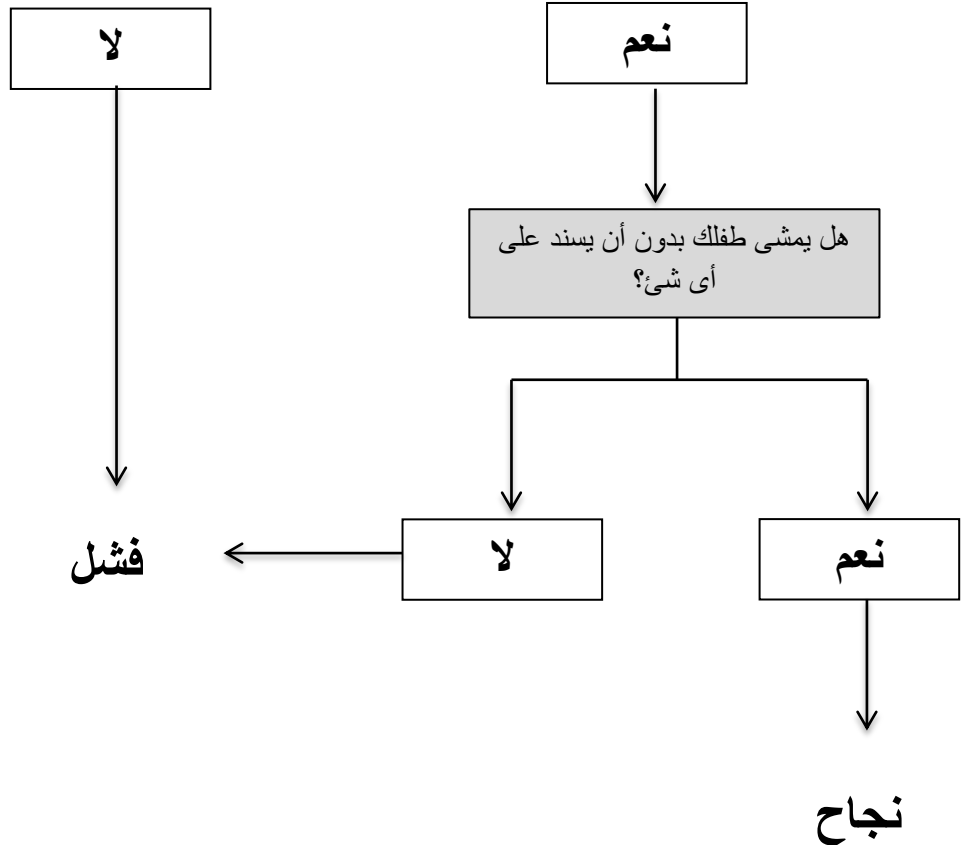 نعم
لا
هل يمشى طفلك بدون أن يسند على
أى شئ؟
نعم
لا
فشل
نجاح